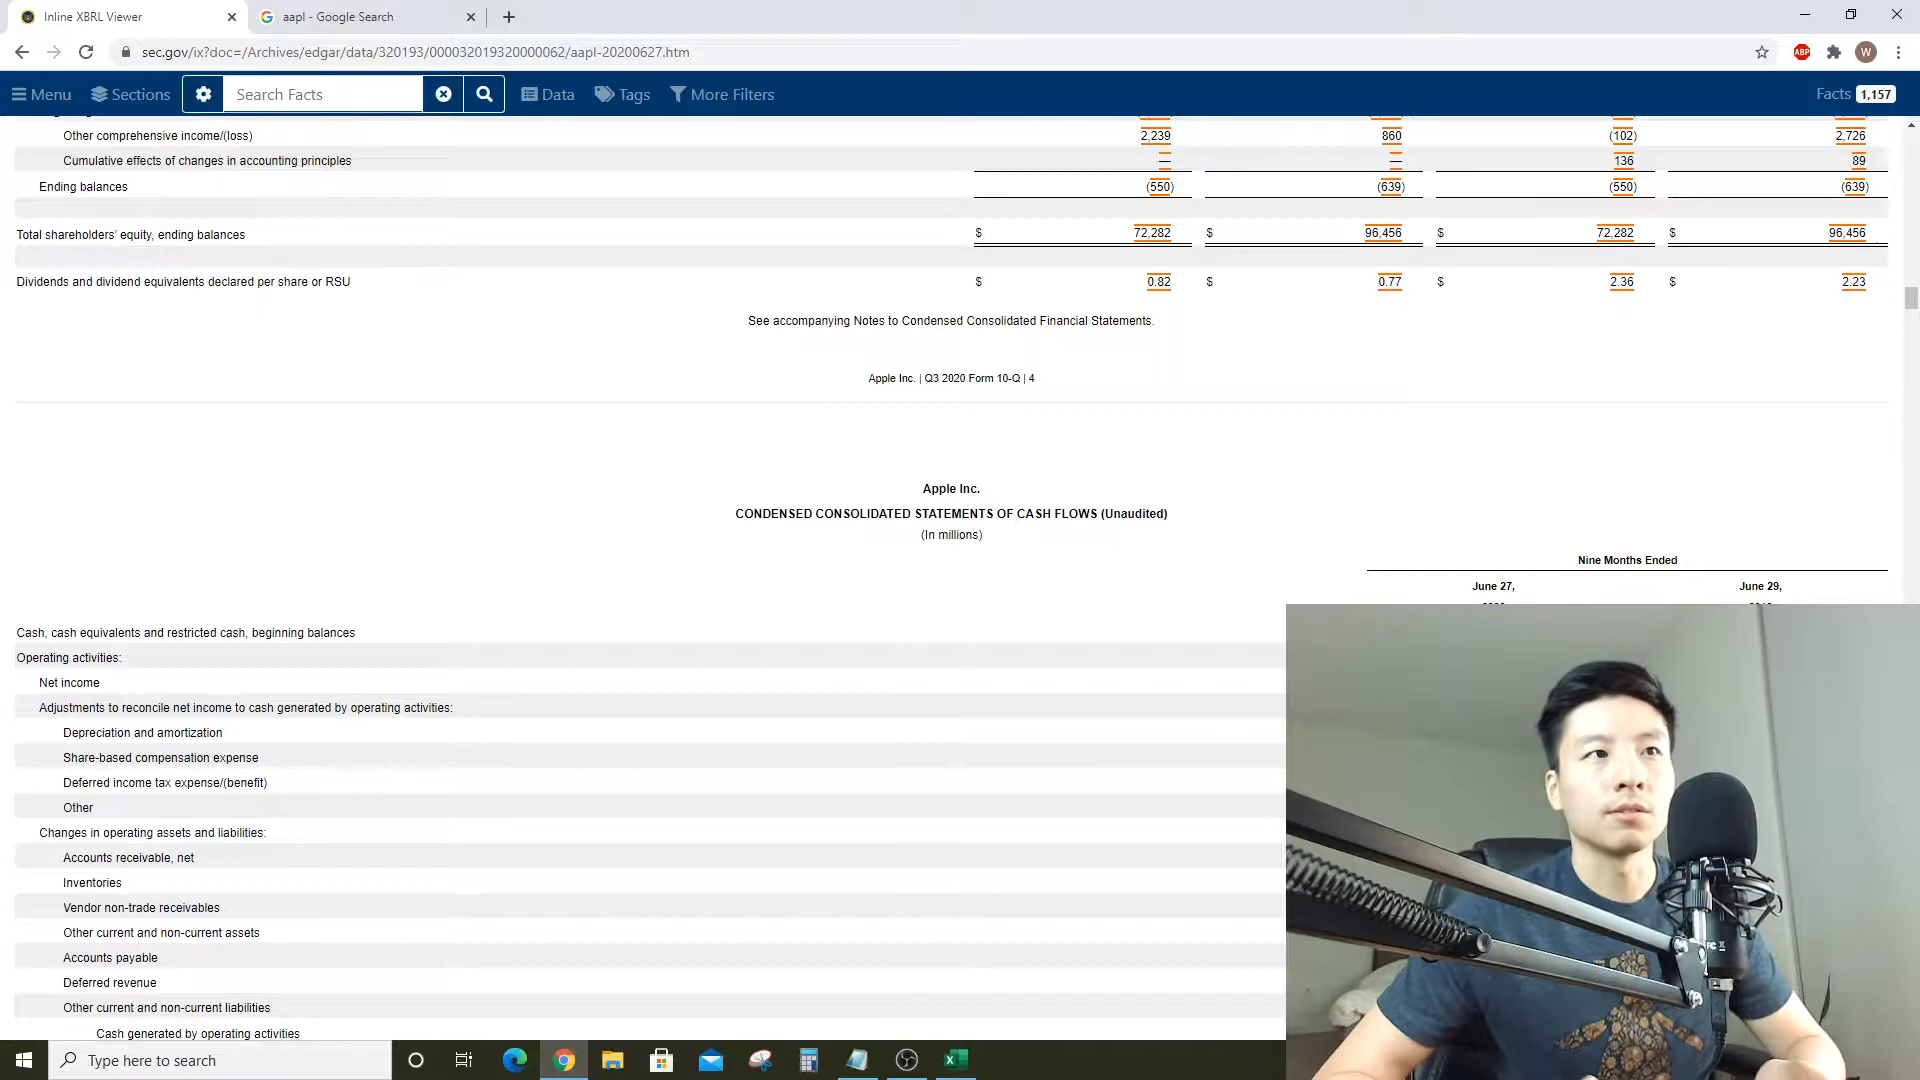 Inline XBRL Viewer
aapl - Google Search
sec.gov/ix?doc=/Archives/edgar/data/320193/000032019320000062/aapl-20200627.htm
ABP
W
Menu Sections Search Facts Data Tags More Filters Facts 1,157
Other comprehensive income/(loss) 2,239 860 (102) 2,726
Cumulative effects of changes in accounting principles — — 136 89
Ending balances (550) (639) (550) (639)
Total shareholders' equity, ending balances $ 72,282 $ 96,456 $ 72,282 $ 96,456
Dividends and dividend equivalents declared per share or RSU $ 0.82 $ 0.77 $ 2.36 $ 2.23
See accompanying Notes to Condensed Consolidated Financial Statements.
Apple Inc. | Q3 2020 Form 10-Q | 4
Apple Inc.
CONDENSED CONSOLIDATED STATEMENTS OF CASH FLOWS (Unaudited)
(In millions)
Nine Months Ended
June 27, June 29,
Cash, cash equivalents and restricted cash, beginning balances
Operating activities:
Net income
Adjustments to reconcile net income to cash generated by operating activities:
Depreciation and amortization
Share-based compensation expense
Deferred income tax expense/(benefit)
Other
Changes in operating assets and liabilities:
Accounts receivable, net
Inventories
Vendor non-trade receivables
Other current and non-current assets
Accounts payable
Deferred revenue
Other current and non-current liabilities
Cash generated by operating activities
Type here to search